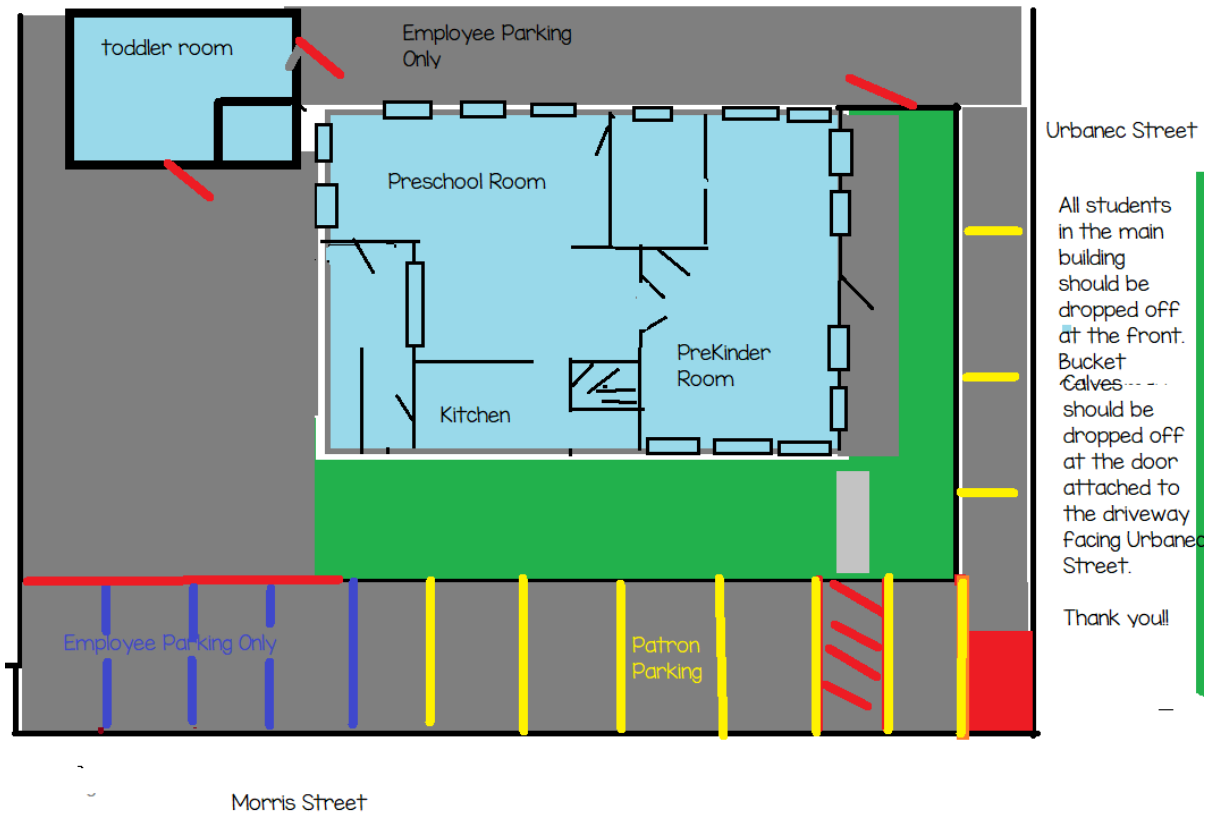 toddler room
Employee Parking
Only
Urbanec Street
Preschool Room
All students
in the main
building
should be
dropped off
at the front.
Bucket
Calves
should be
dropped off
at the door
attached to
the driveway
facing Urbanec
Street.
Thank you!!
PreKinder
Room
Kitchen
Employee Parking Only
Patron
Parking
Morris Street